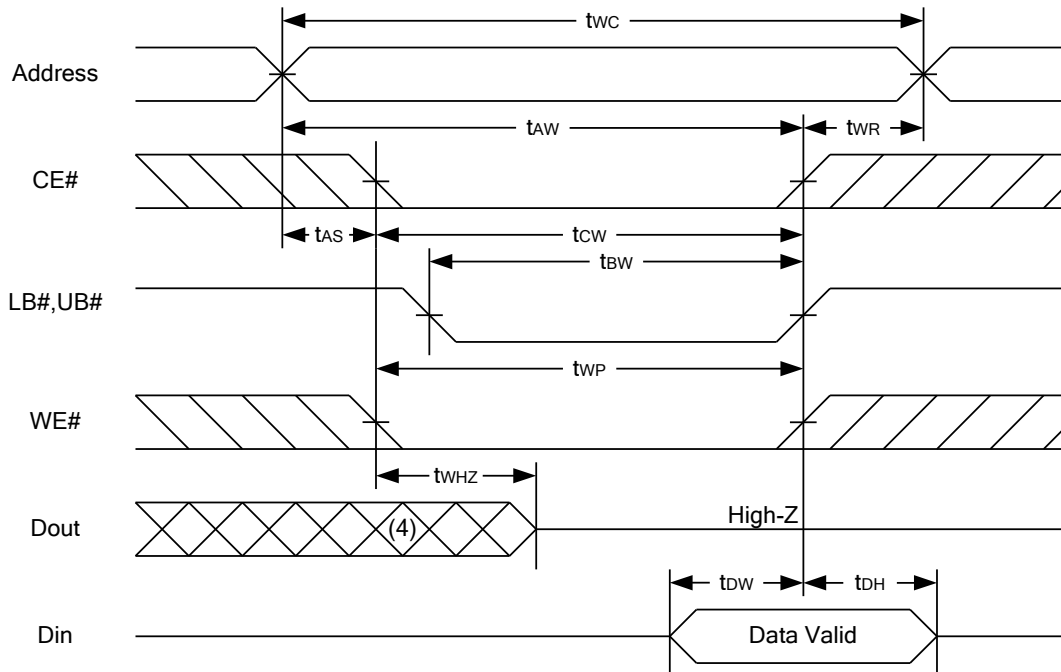 tWC
Address
tAW
tWR
CE#
tAS
tCW
tBW
LB#,UB#
tWP
WE#
tWHZ
Dout
(4)
High-Z
tDW
tDH
Din
Data Valid